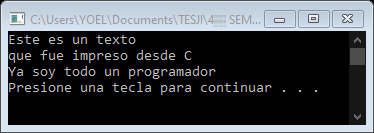 C:\Users\YOEL\Documents\TESJI\4 SEM...
Este es un texto
que fue impreso desde C
Ya soy todo un programador
Presione una tecla para continuar . . .